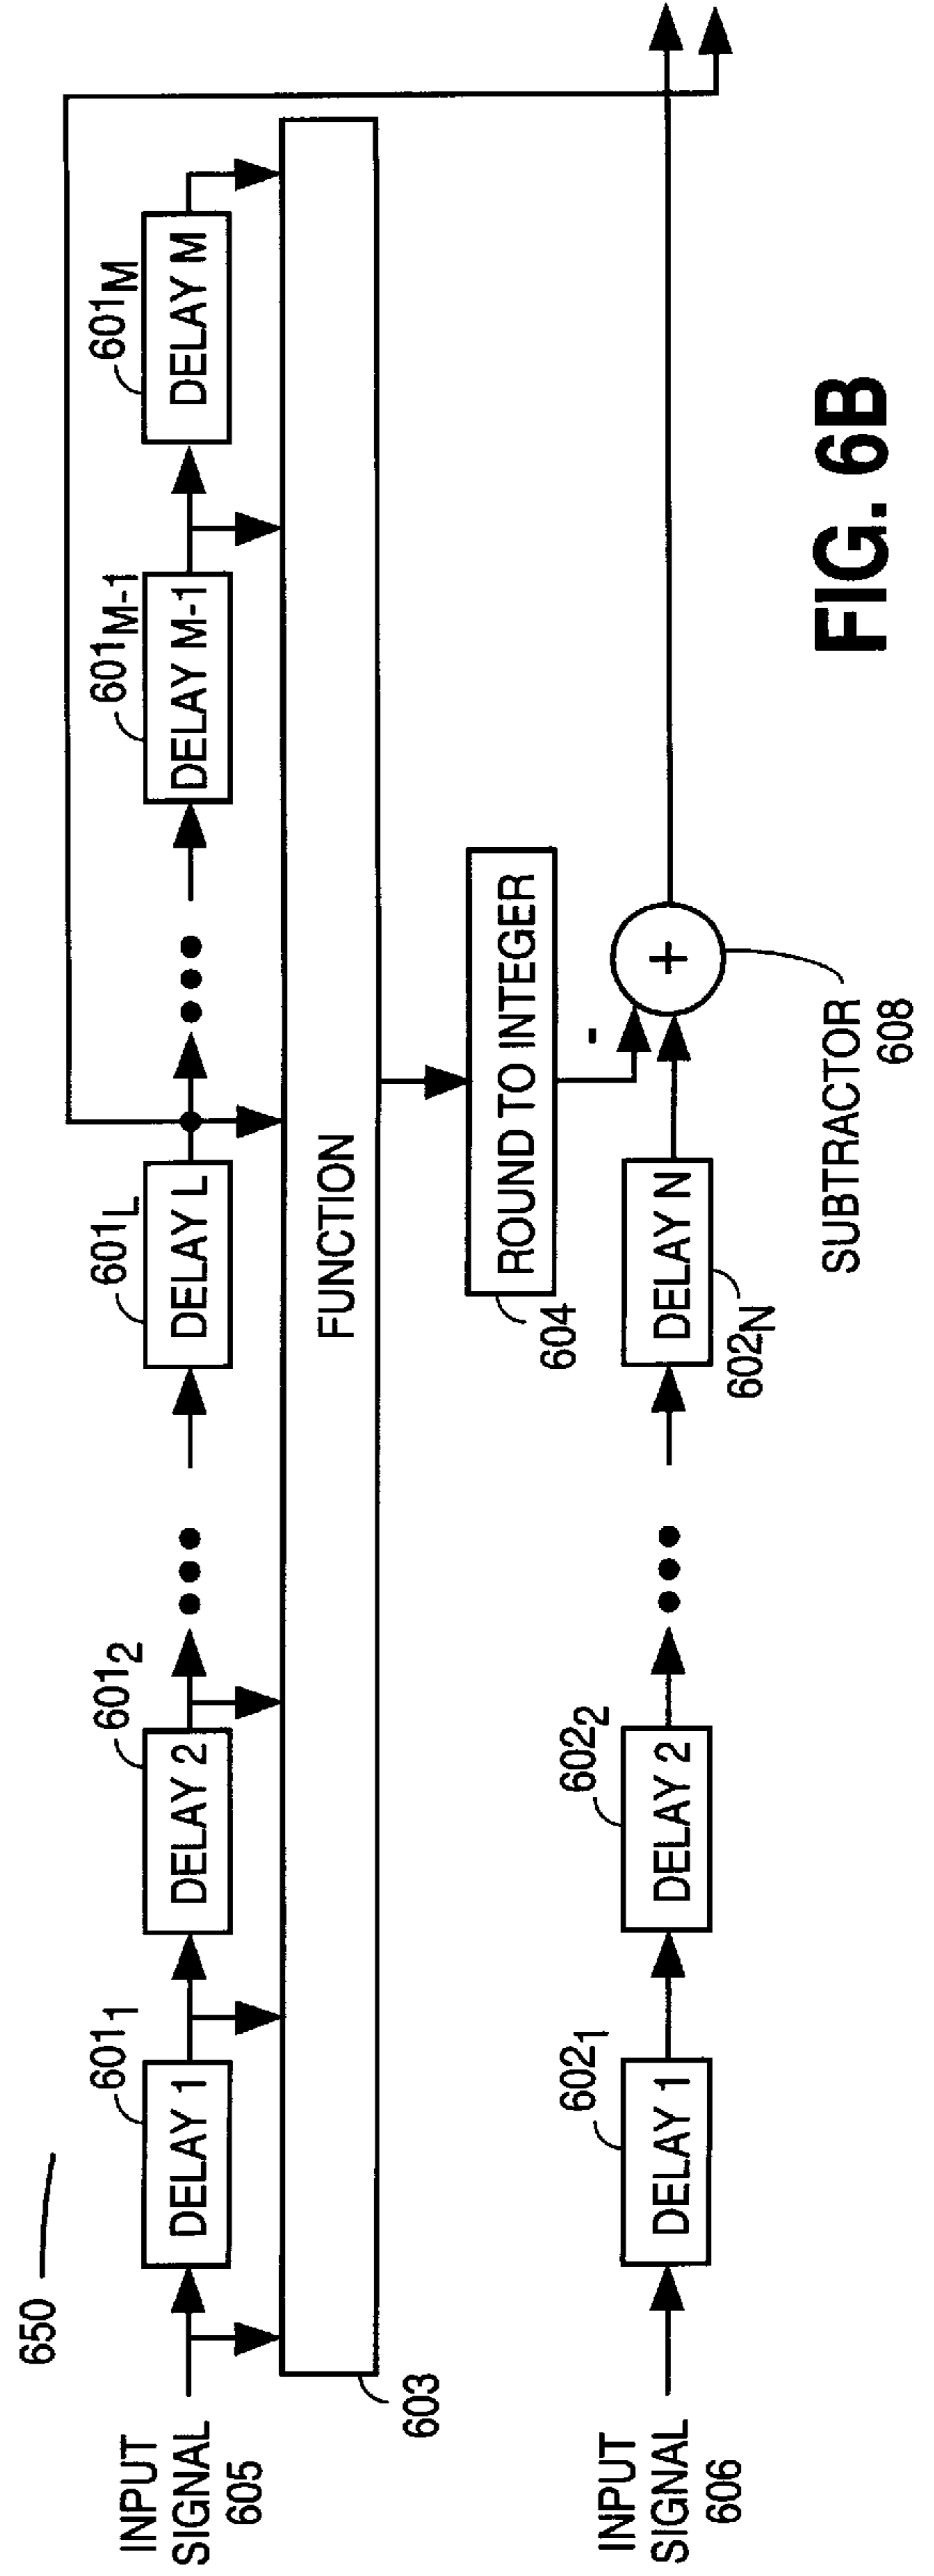 650
INPUT
SIGNAL
605
601₁
DELAY 1
601₂
DELAY 2
601L
DELAY L
601M-1
DELAY M-1
601M
DELAY M
603
FUNCTION
604
ROUND TO INTEGER
-
INPUT
SIGNAL
606
602₁
DELAY 1
602₂
DELAY 2
DELAY N
602N
+
SUBTRACTOR
608
FIG. 6B